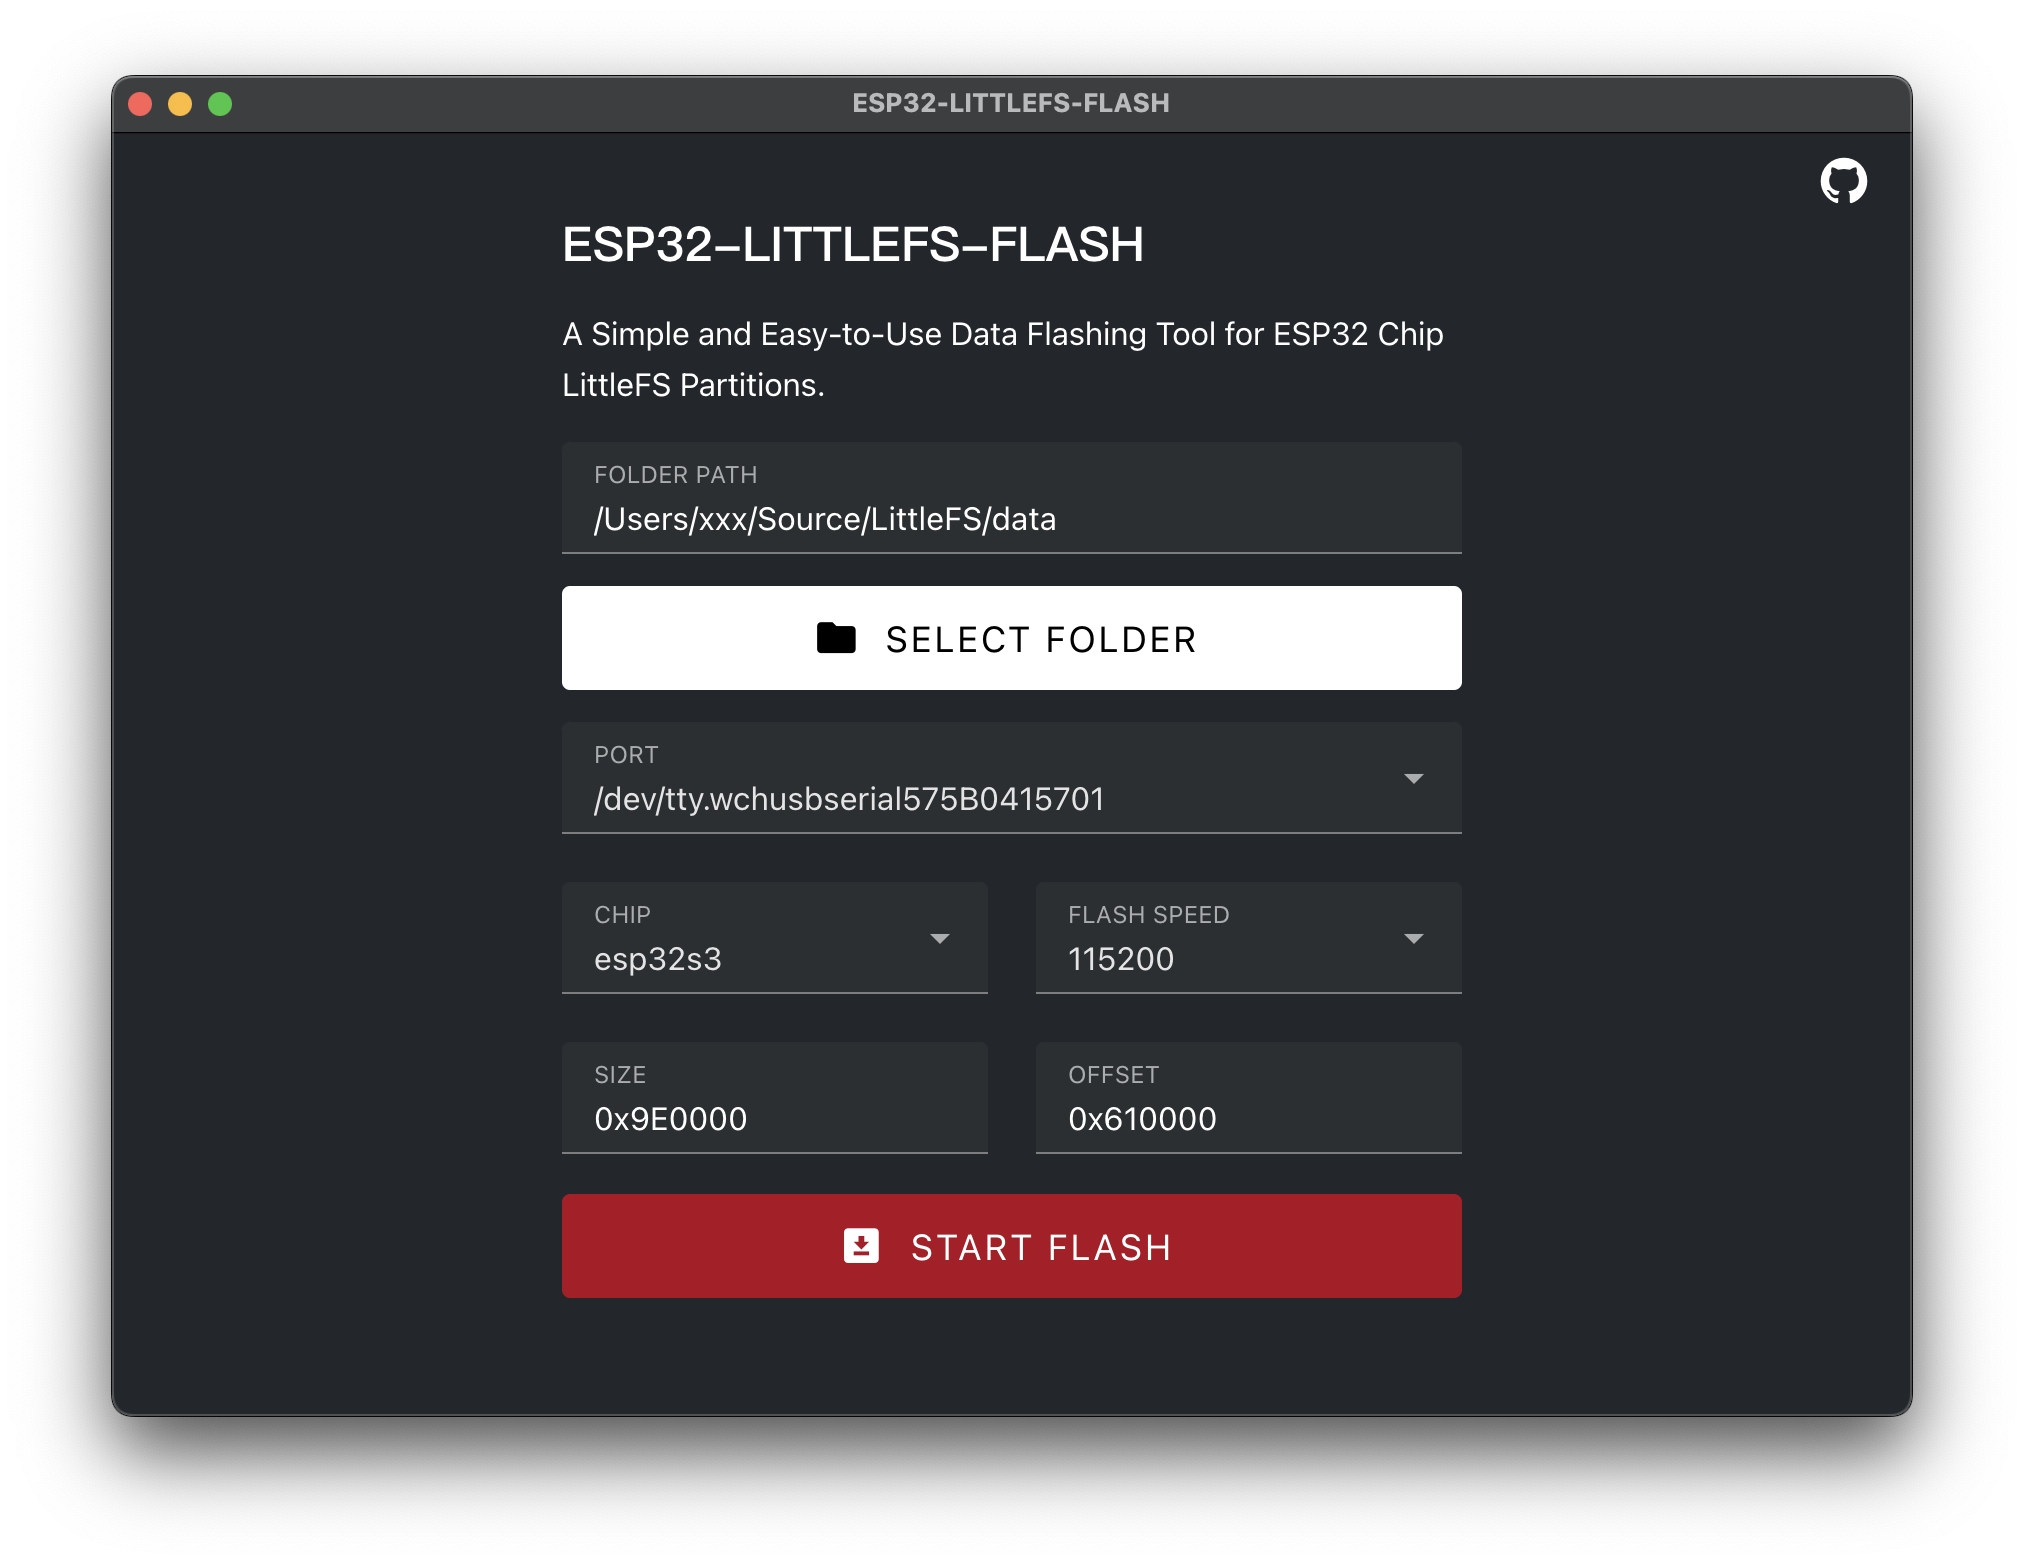 ESP32-LITTLEFS-FLASH
ESP32-LITTLEFS-FLASH
A Simple and Easy-to-Use Data Flashing Tool for ESP32 Chip
LittleFS Partitions.
FOLDER PATH
/Users/xxx/Source/LittleFS/data
SELECT FOLDER
PORT
/dev/tty.wchusbserial575B0415701
CHIP
esp32s3
FLASH SPEED
115200
SIZE
0x9E0000
OFFSET
0x610000
START FLASH